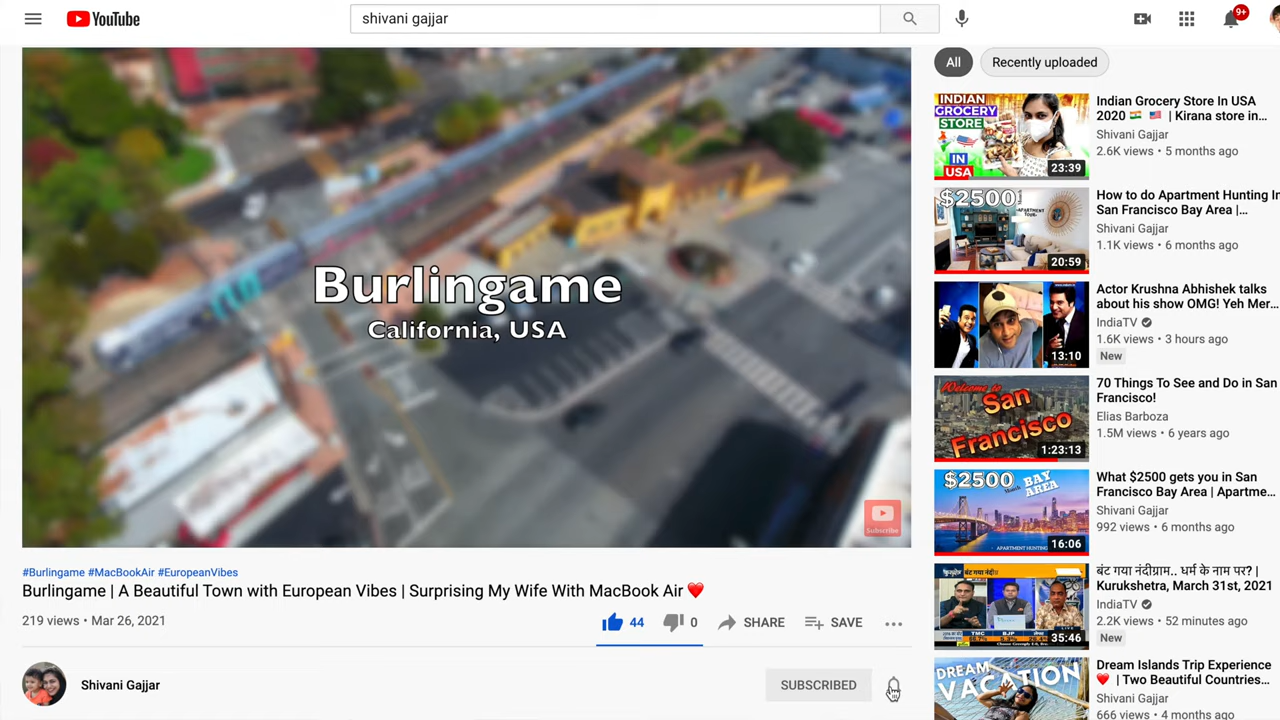 YouTube
shivani gajjar
9+
Burlingame
California, USA
Subscribe
#Burlingame #MacBookAir #EuropeanVibes
Burlingame | A Beautiful Town with European Vibes | Surprising My Wife With MacBook Air ❤️
219 views • Mar 26, 2021
44
0
SHARE
SAVE
Shivani Gajjar
SUBSCRIBED
All
Recently uploaded
INDIAN
GROCERY
STORE
IN
USA
23:39
Indian Grocery Store In USA
2020 🇮🇳 🇺🇸 | Kirana store in...
Shivani Gajjar
2.6K views • 5 months ago
$2500
APARTMENT
TOUR
20:59
How to do Apartment Hunting In
San Francisco Bay Area |...
Shivani Gajjar
1.1K views • 6 months ago
13:10
Actor Krushna Abhishek talks
about his show OMG! Yeh Mer...
IndiaTV
1.6K views • 3 hours ago
New
Welcome to
San
Francisco
1:23:13
70 Things To See and Do in San
Francisco!
Elias Barboza
1.5M views • 6 years ago
$2500
Month
BAY
AREA
APARTMENT HUNTING
16:06
What $2500 gets you in San
Francisco Bay Area | Apartme...
Shivani Gajjar
992 views • 6 months ago
TMC
BJP
35:46
बंट गया नंदीग्राम.. धर्म के नाम पर? |
Kurukshetra, March 31st, 2021
IndiaTV
2.2K views • 52 minutes ago
New
DREAM
VACATION
Dream Islands Trip Experience
❤️ | Two Beautiful Countries...
Shivani Gajjar
666 views • 4 months ago